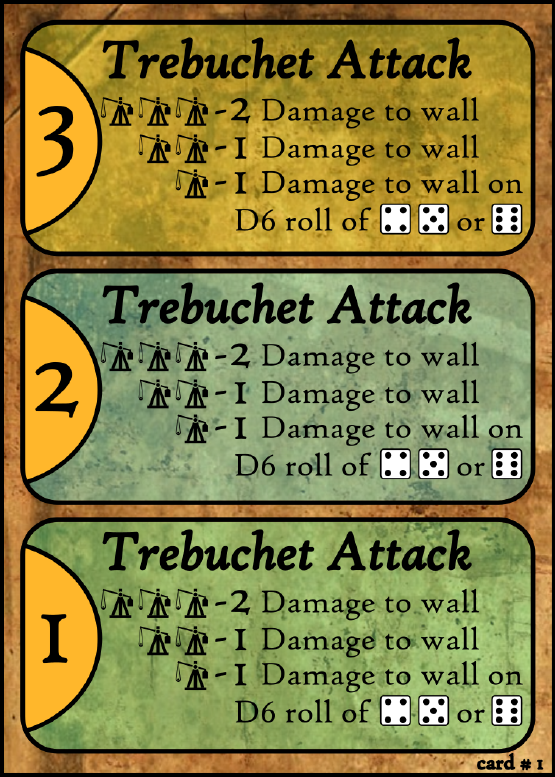 3
Trebuchet Attack
-2 Damage to wall
-1 Damage to wall
-1 Damage to wall on
D6 roll of or
2
Trebuchet Attack
-2 Damage to wall
-1 Damage to wall
-1 Damage to wall on
D6 roll of or
1
Trebuchet Attack
-2 Damage to wall
-1 Damage to wall
-1 Damage to wall on
D6 roll of or
card # 1